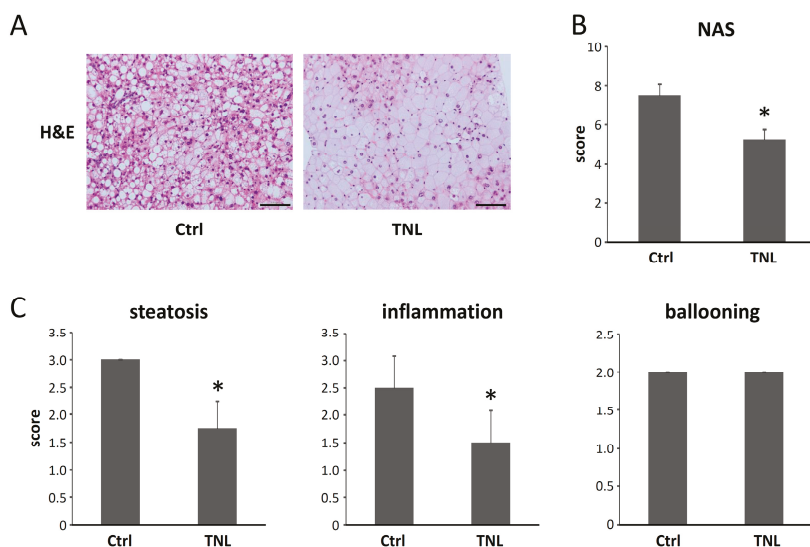 A
H&E
Ctrl
TNL
B
NAS
score
10
8
6
4
2
0
*
Ctrl
TNL
C
steatosis
score
3.5
3.0
2.5
2.0
1.5
1.0
0.5
0
*
Ctrl
TNL
inflammation
3.5
3.0
2.5
2.0
1.5
1.0
0.5
0
*
Ctrl
TNL
ballooning
2.5
2.0
1.5
1.0
0.5
0
Ctrl
TNL